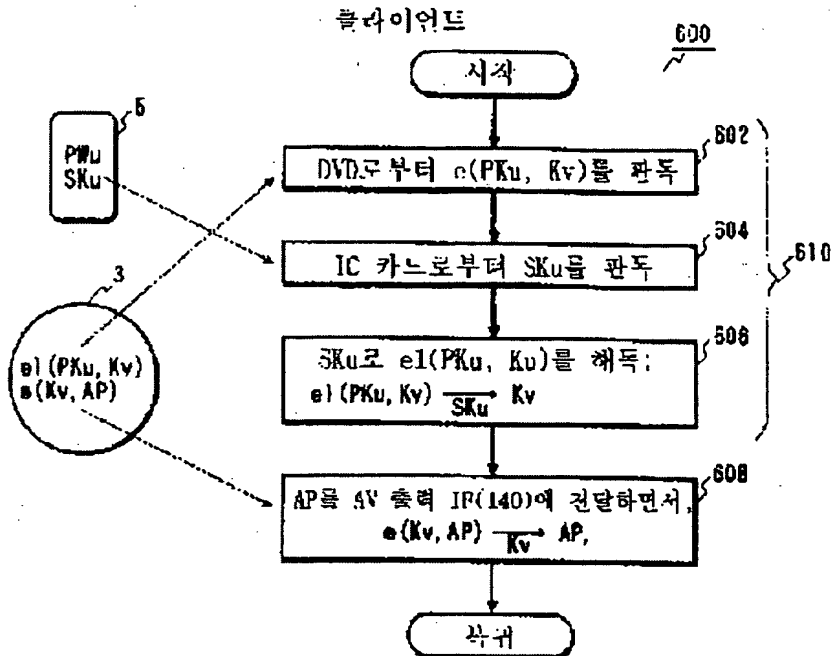 클라이언트
600
시작
5
PWu
SKu
602
DVD로부터 e(PKu, Kv)를 판독
604
IC 카드로부터 SKu를 판독
610
3
e1(PKu, Kv)
e(Kv, AP)
606
SKu로 e1(PKu, Ku)를 해독;
e1(PKu, Kv) → Kv
SKu
608
AP를 AV 출력 IF(140)에 전달하면서,
e(Kv, AP) → AP,
Kv
복귀